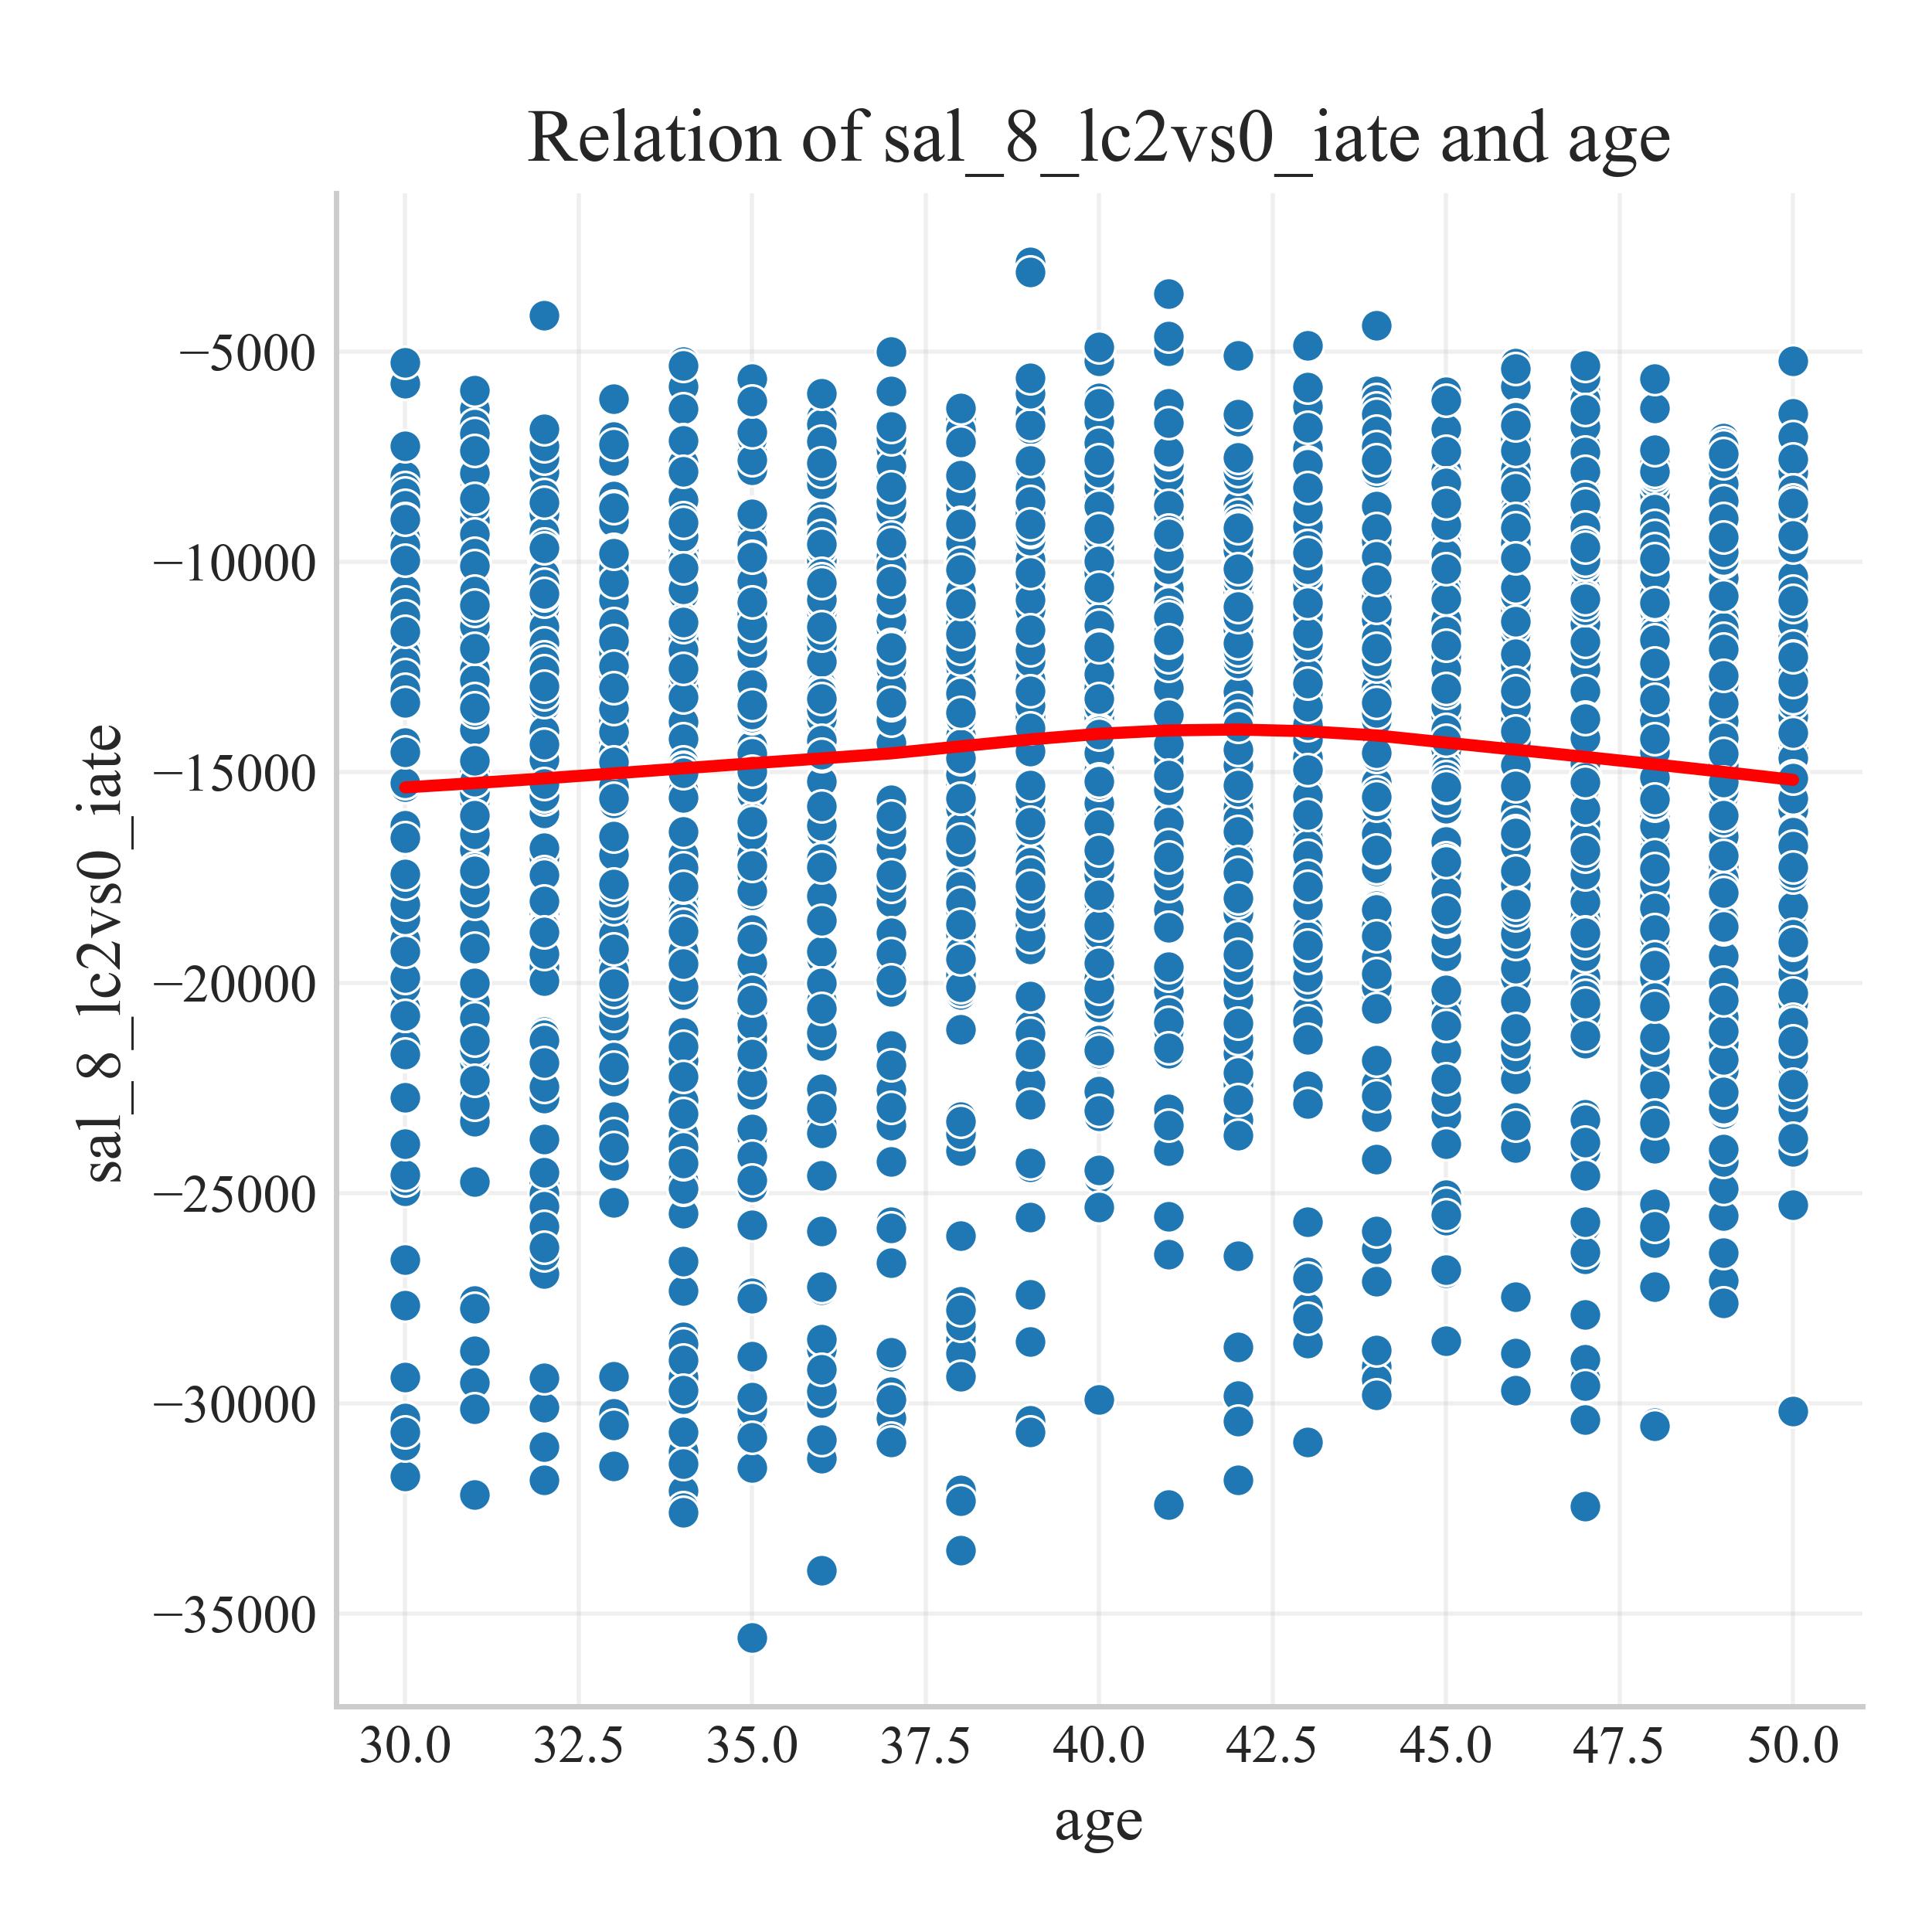 Relation of sal_8_lc2vs0_iate and age
sal_8_lc2vs0_iate
−5000
−10000
−15000
−20000
−25000
−30000
−35000
30.0 32.5 35.0 37.5 40.0 42.5 45.0 47.5 50.0
age